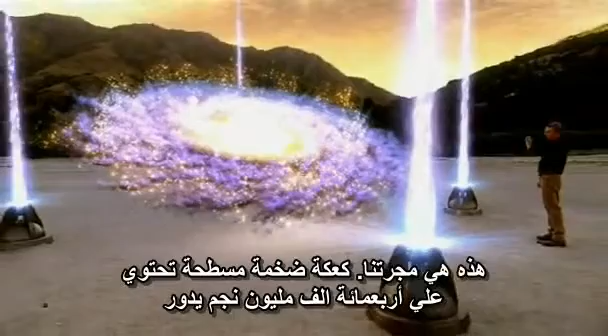 هذه هي مجرتنا. كعكة ضخمة مسطحة تحتوي
علي أربعمائة الف مليون نجم يدور